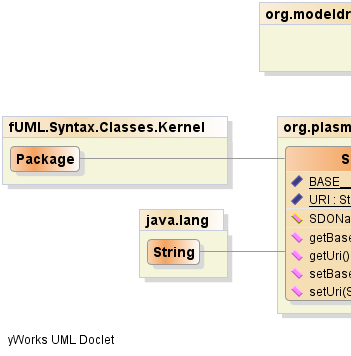 org.modeldr
fUML.Syntax.Classes.Kernel
Package
org.plasm
S
BASE__
URI : St
SDONa
getBase
getUri()
setBase
setUri(S
java.lang
String
yWorks UML Doclet